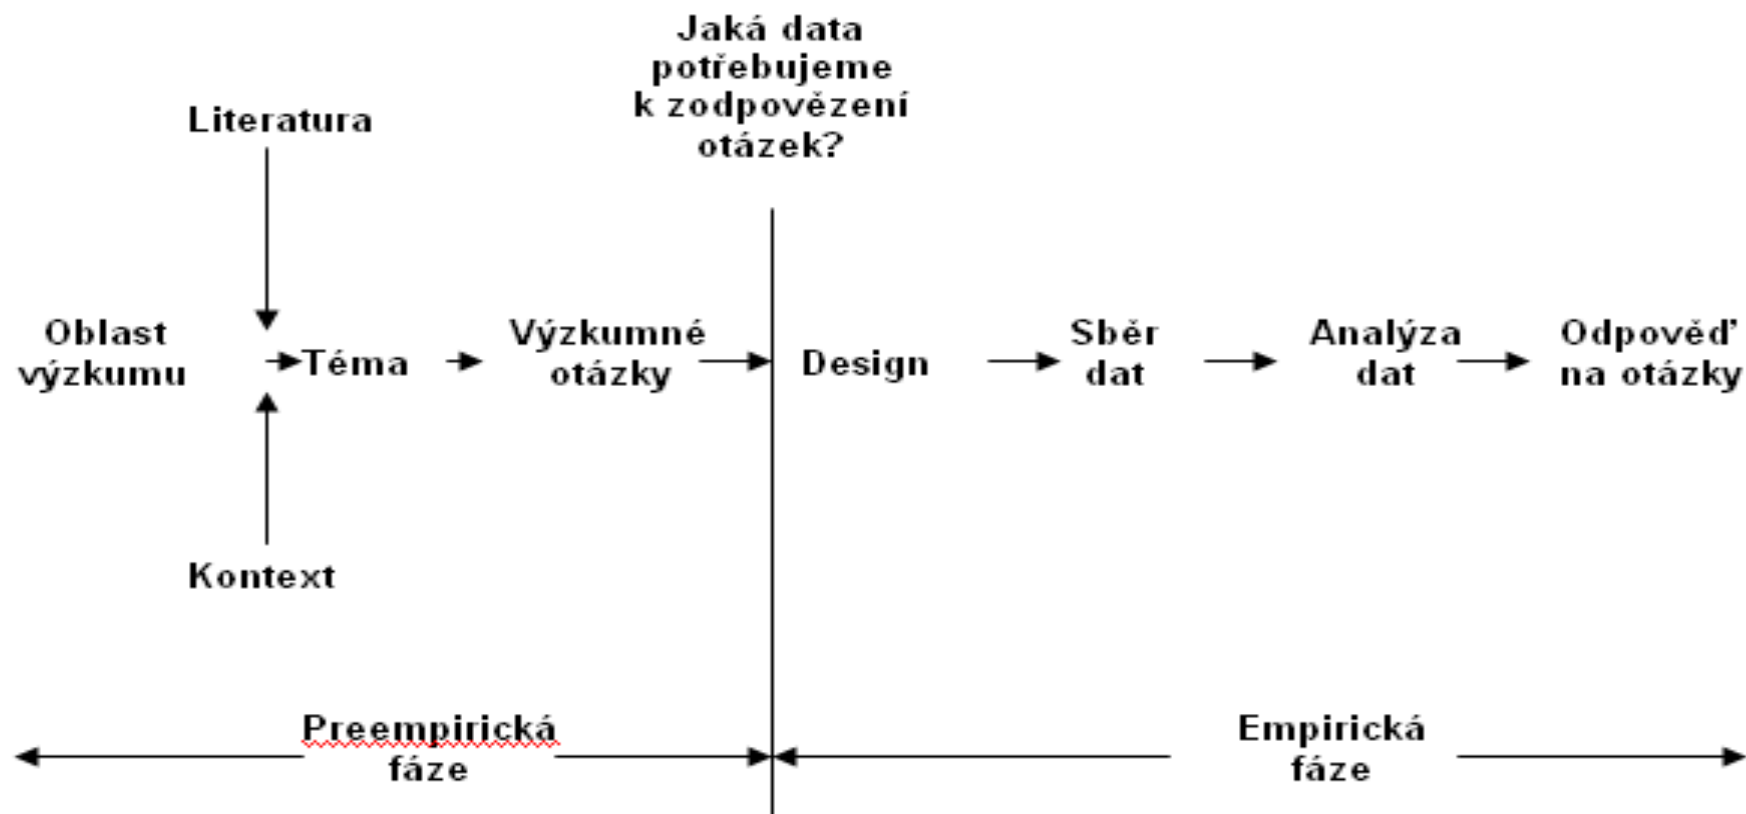 Jaká data
potřebujeme
k zodpovězení
otázek?
Literatura
Oblast
výzkumu
Téma
Výzkumné
otázky
Design
Sběr
dat
Analýza
dat
Odpověď
na otázky
Kontext
Preempirická
fáze
Empirická
fáze